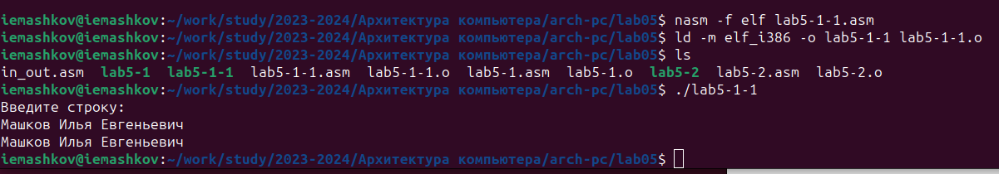 iemashkov@iemashkov:~/work/study/2023-2024/Архитектура компьютера/arch-pc/lab05$ nasm -f elf lab5-1-1.asm
iemashkov@iemashkov:~/work/study/2023-2024/Архитектура компьютера/arch-pc/lab05$ ld -m elf_i386 -o lab5-1-1 lab5-1-1.o
iemashkov@iemashkov:~/work/study/2023-2024/Архитектура компьютера/arch-pc/lab05$ ls
in_out.asm  lab5-1  lab5-1-1  lab5-1-1.asm  lab5-1-1.o  lab5-1.asm  lab5-1.o  lab5-2  lab5-2.asm  lab5-2.o
iemashkov@iemashkov:~/work/study/2023-2024/Архитектура компьютера/arch-pc/lab05$ ./lab5-1-1
Введите строку:
Машков Илья Евгеньевич
Машков Илья Евгеньевич
iemashkov@iemashkov:~/work/study/2023-2024/Архитектура компьютера/arch-pc/lab05$